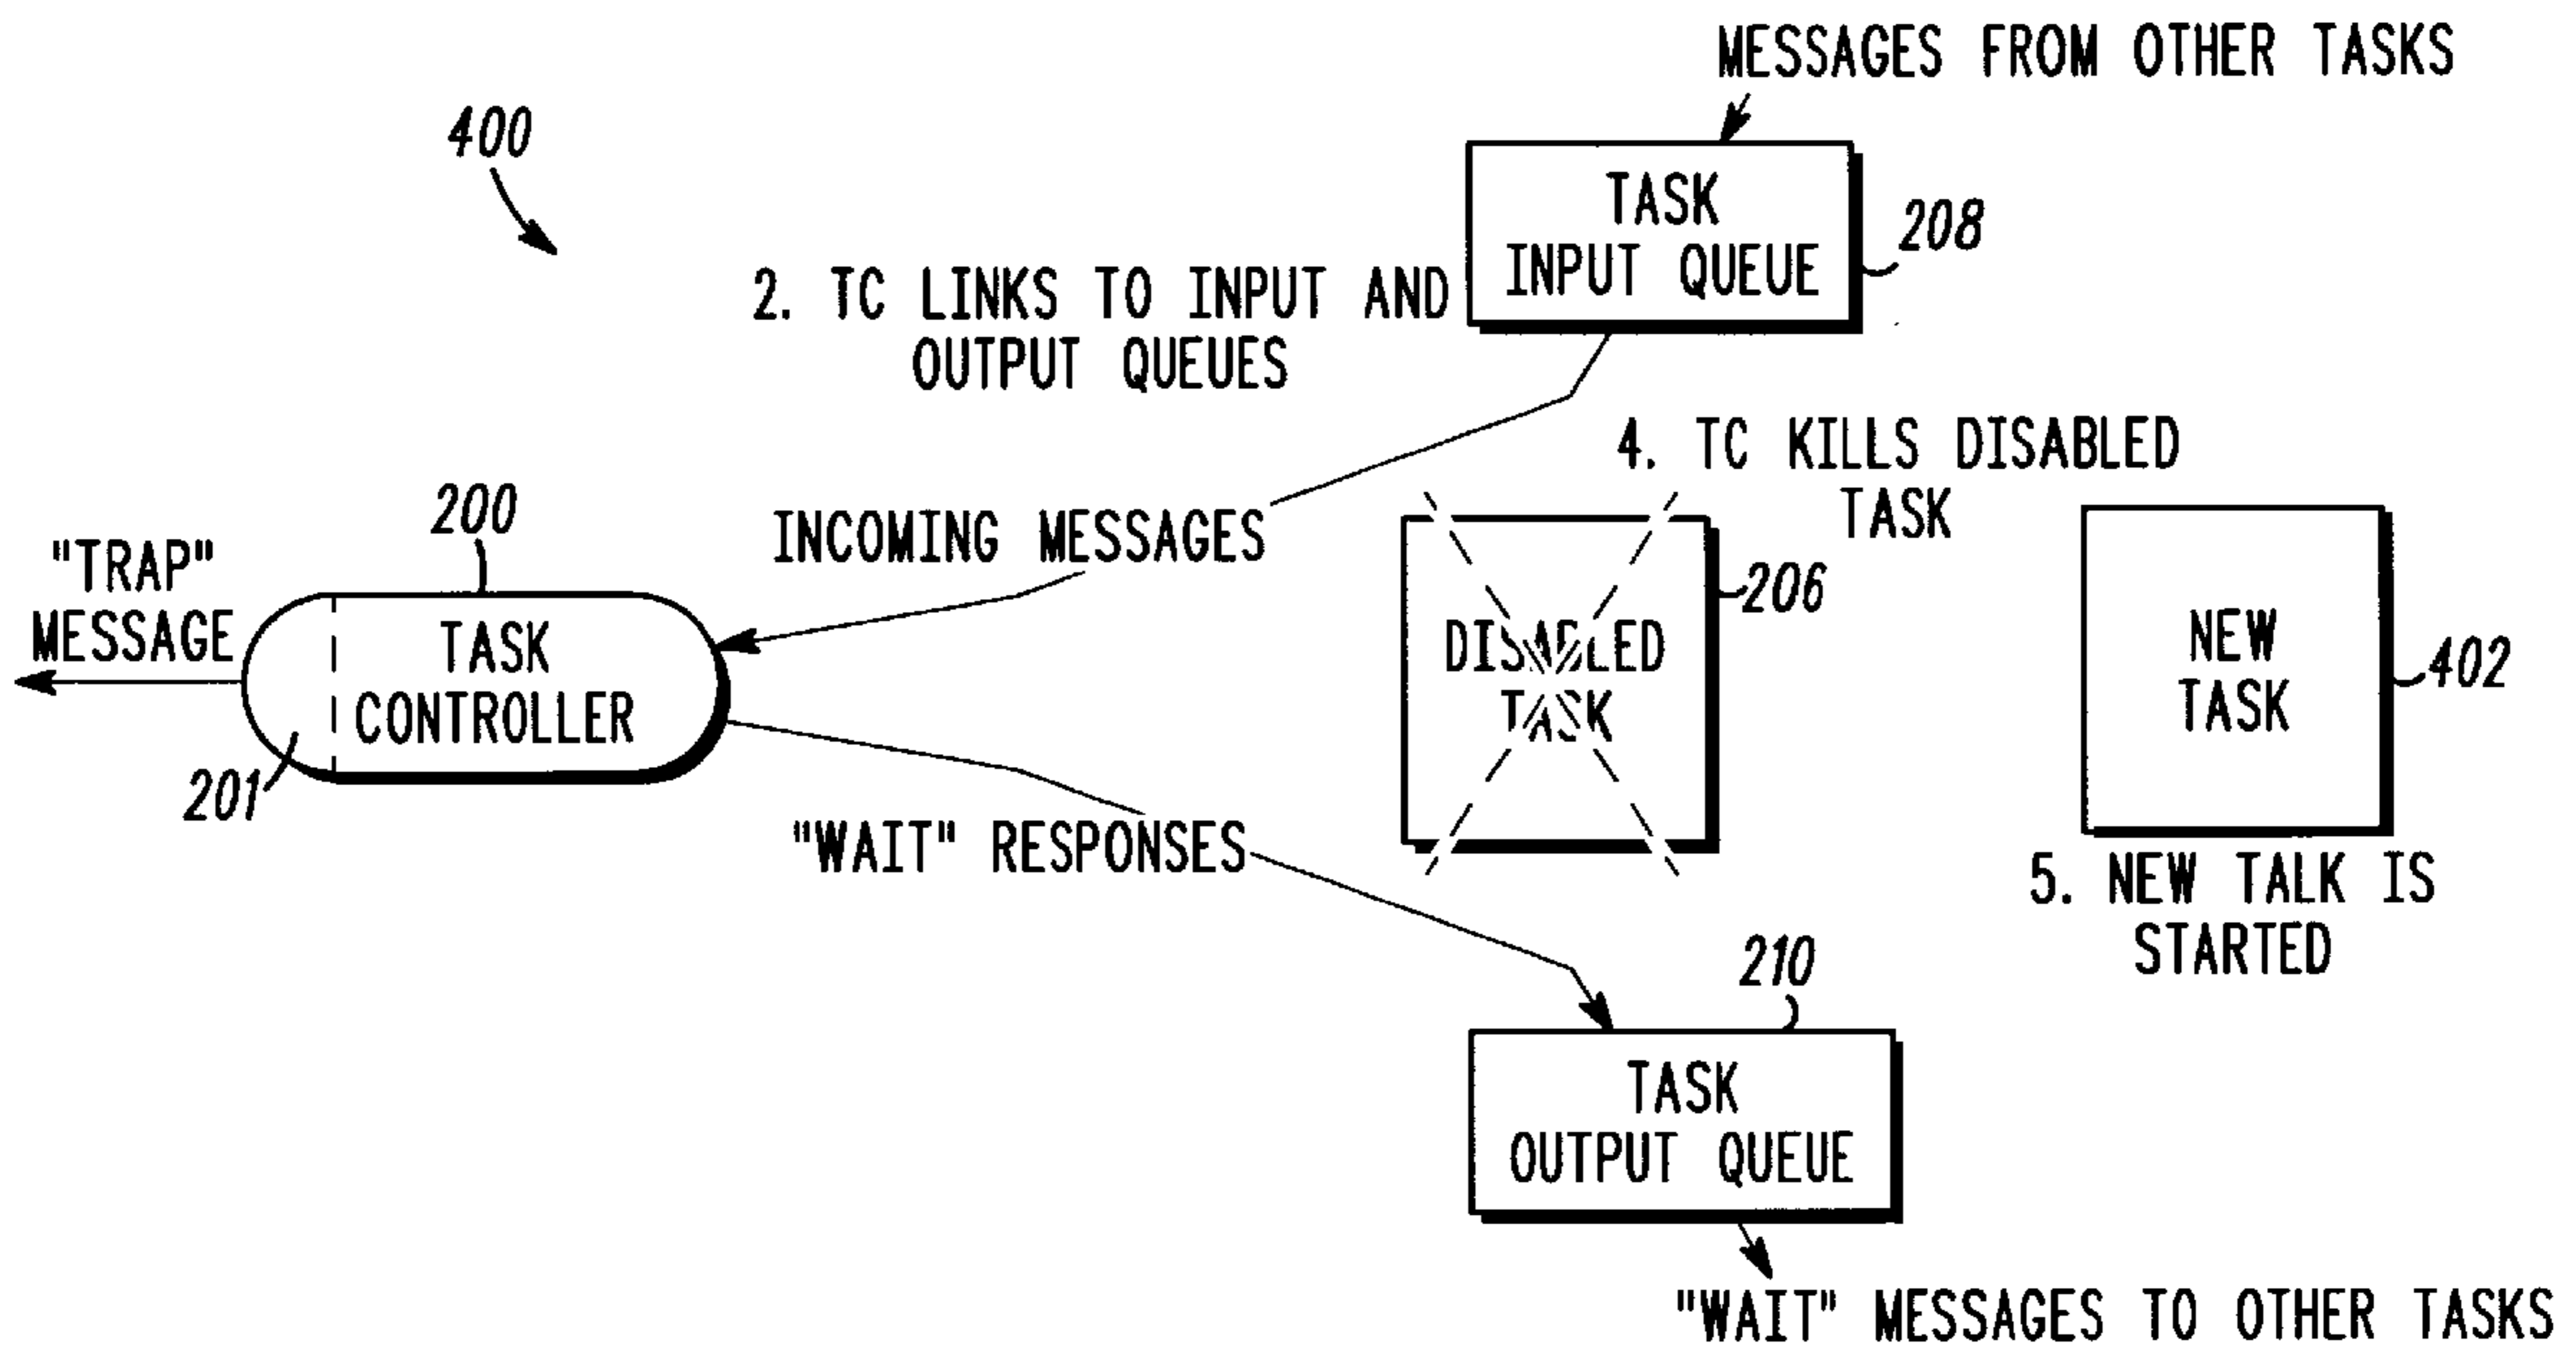 MESSAGES FROM OTHER TASKS
400
TASK
INPUT QUEUE
208
2. TC LINKS TO INPUT AND
OUTPUT QUEUES
4. TC KILLS DISABLED
TASK
200
INCOMING MESSAGES
"TRAP"
MESSAGE
TASK
CONTROLLER
201
206
DISABLED
TASK
NEW
TASK
402
"WAIT" RESPONSES
5. NEW TALK IS
STARTED
210
TASK
OUTPUT QUEUE
"WAIT" MESSAGES TO OTHER TASKS